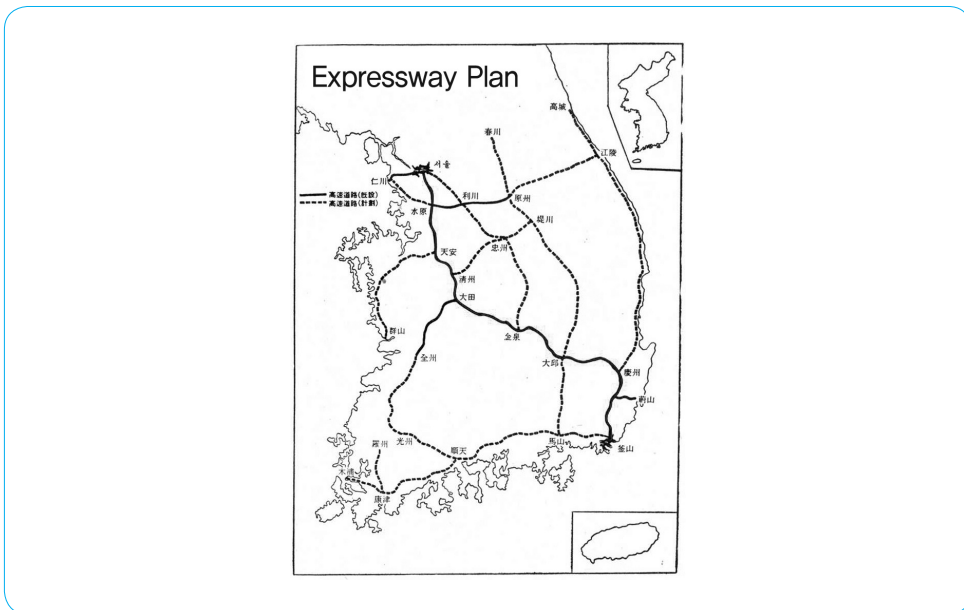 Expressway Plan
高城
春川
江陵
서울
仁川
高速道路(既設)
高速道路(計劃)
利川
原州
水原
堤川
忠州
天安
清州
大田
群山
金泉
全州
大邱
慶州
蔚山
羅州
光州
順天
馬山
釜山
木浦
康津